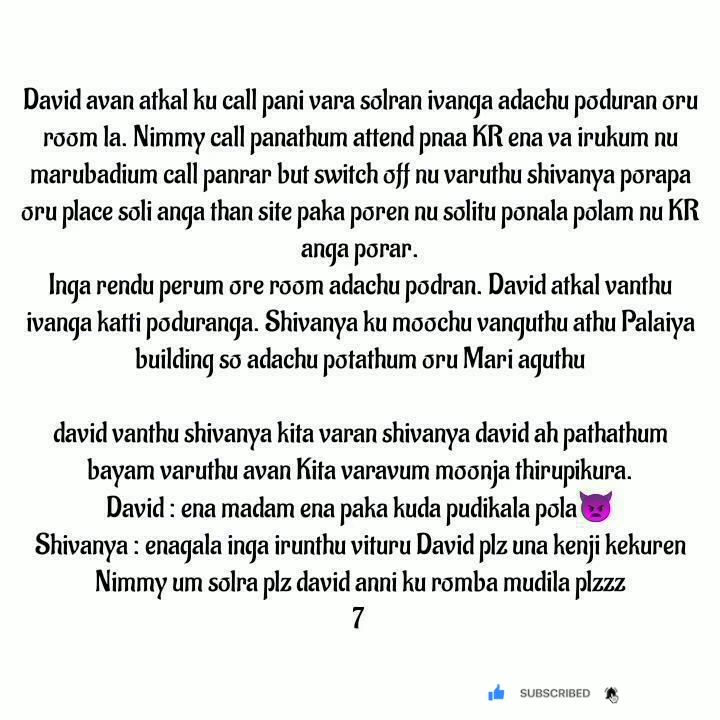 David avan atkal ku call pani vara solran ivanga adachu poduran oru
room la. Nimmy call panathum attend pnaa KR ena va irukum nu
marubadium call panrar but switch off nu varuthu shivanya porapa
oru place soli anga than site paka poren nu solitu ponala polam nu KR
anga porar.
Inga rendu perum ore room adachu podran. David atkal vanthu
ivanga katti poduranga. Shivanya ku moochu vanguthu athu Palaiya
building so adachu potathum oru Mari aguthu
david vanthu shivanya kita varan shivanya david ah pathathum
bayam varuthu avan Kita varavum moonja thirupikura.
David : ena madam ena paka kuda pudikala pola👿
Shivanya : enagala inga irunthu vituru David plz una kenji kekuren
Nimmy um solra plz david anni ku romba mudila plzzz
7
SUBSCRIBED